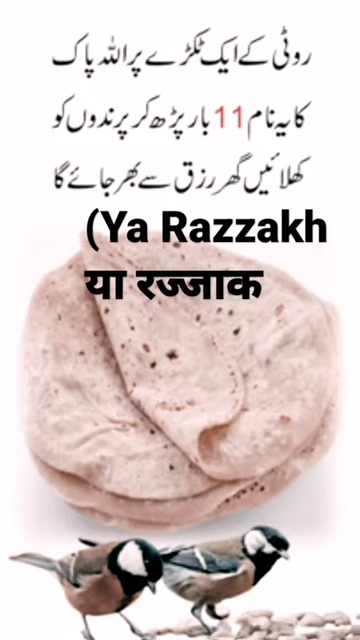 روٹی کے ایک ٹکڑے پر اللہ پاک
کا یہ نام 11 بار پڑھ کر پرندوں کو
کھلائیں گھر رزق سے بھر جائے گا
(Ya Razzakh
या रज्जाक